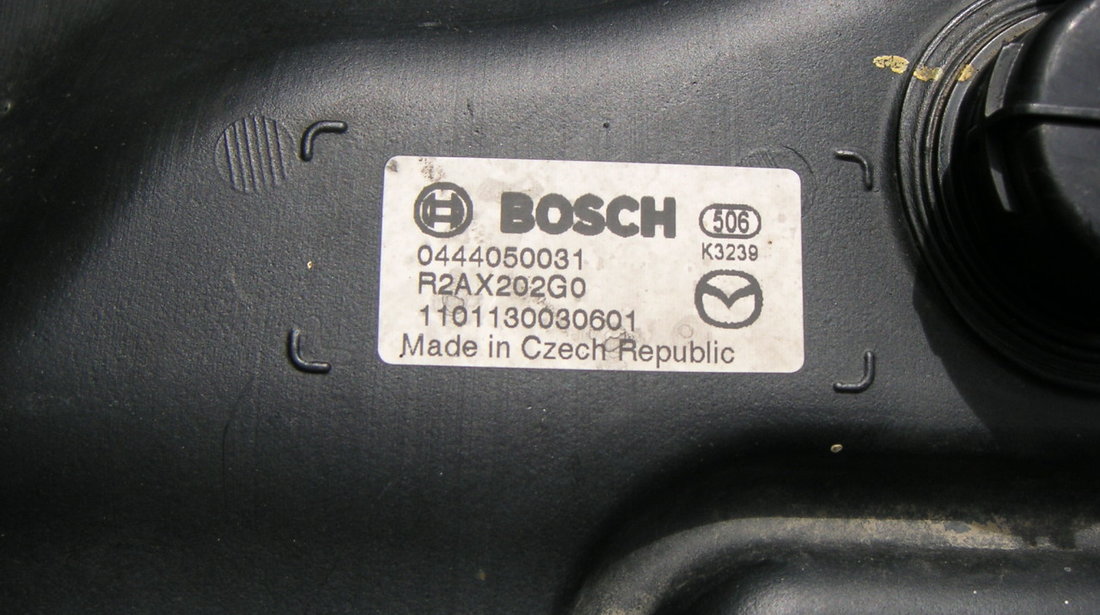 BOSCH 506
K3239
0444050031
R2AX202G0
1101130030601
Made in Czech Republic